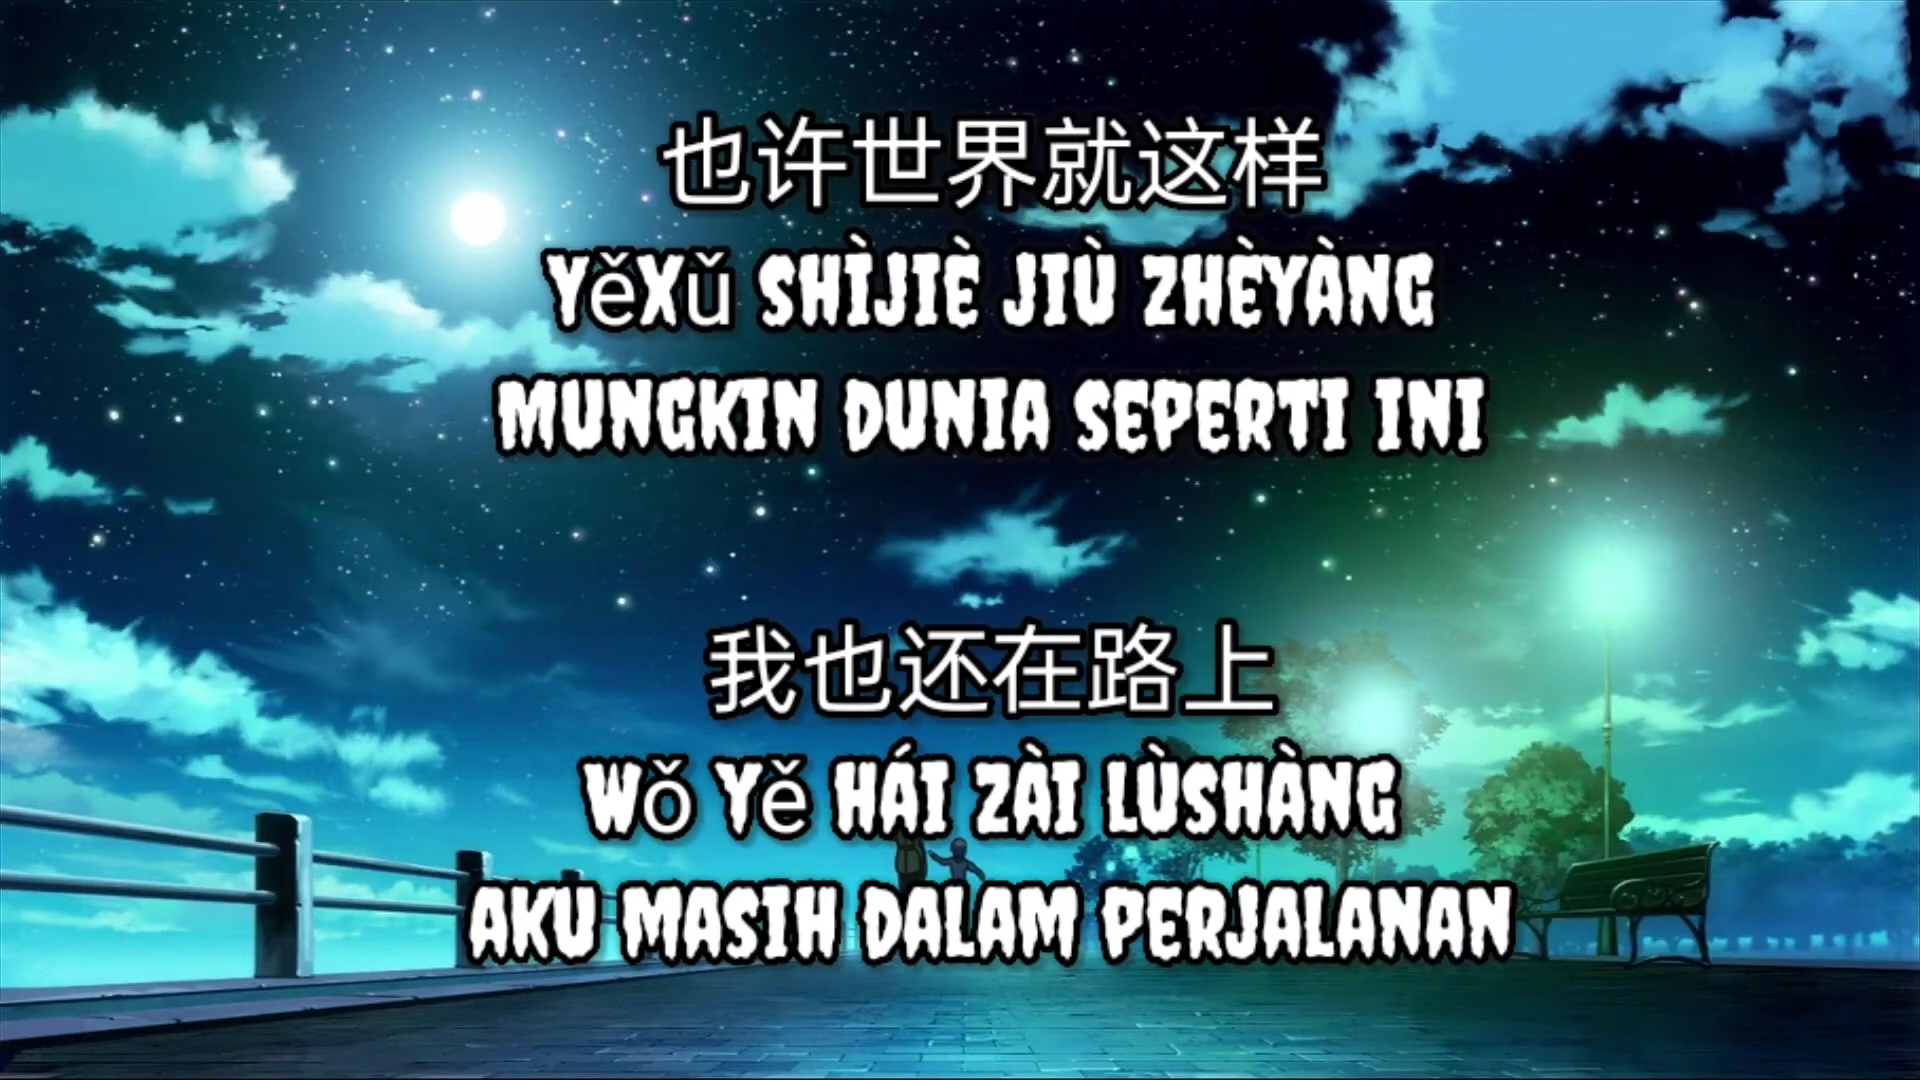 也许世界就这样
YěXǔ SHÌJIÈ JIÙ ZHÈYÀNG
MUNGKIN DUNIA SEPERTI INI
我也还在路上
Wǒ Yě HÁI ZÀI LÙSHÀNG
AKU MASIH DALAM PERJALANAN